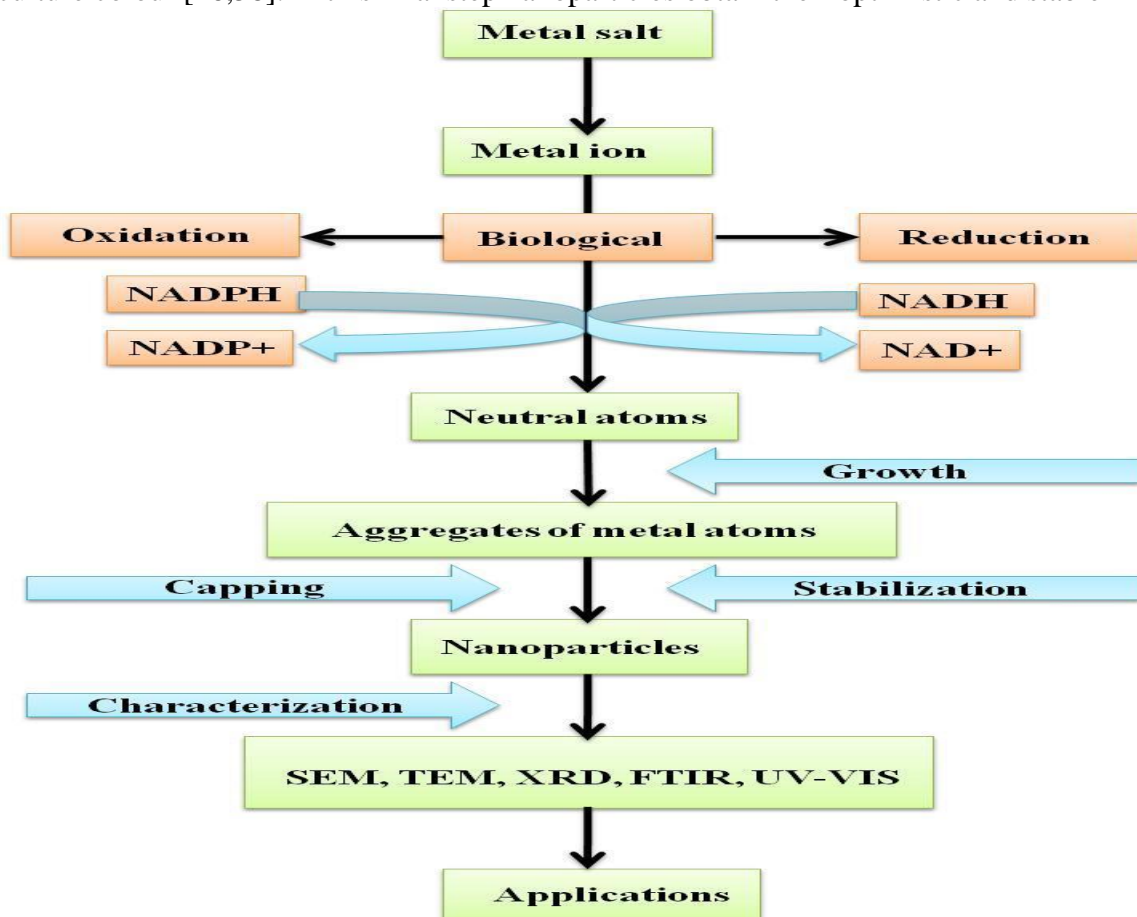 Metal salt
Metal ion
Oxidation Biological Reduction
NADPH NADH
NADP+ NAD+
Neutral atoms
Growth
Aggregates of metal atoms
Capping Stabilization
Nanoparticles
Characterization
SEM, TEM, XRD, FTIR, UV-VIS
Applications